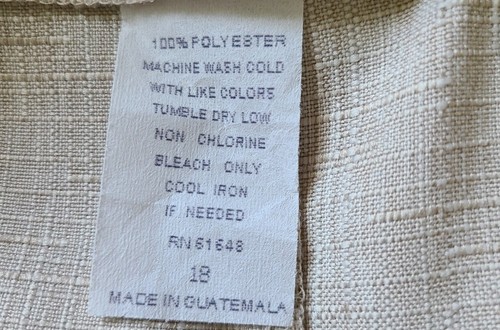 100% POLYESTER
MACHINE WASH COLD
WITH LIKE COLORS
TUMBLE DRY LOW
NON CHLORINE
BLEACH ONLY
COOL IRON
IF NEEDED
RN 61648
18
MADE IN GUATEMALA